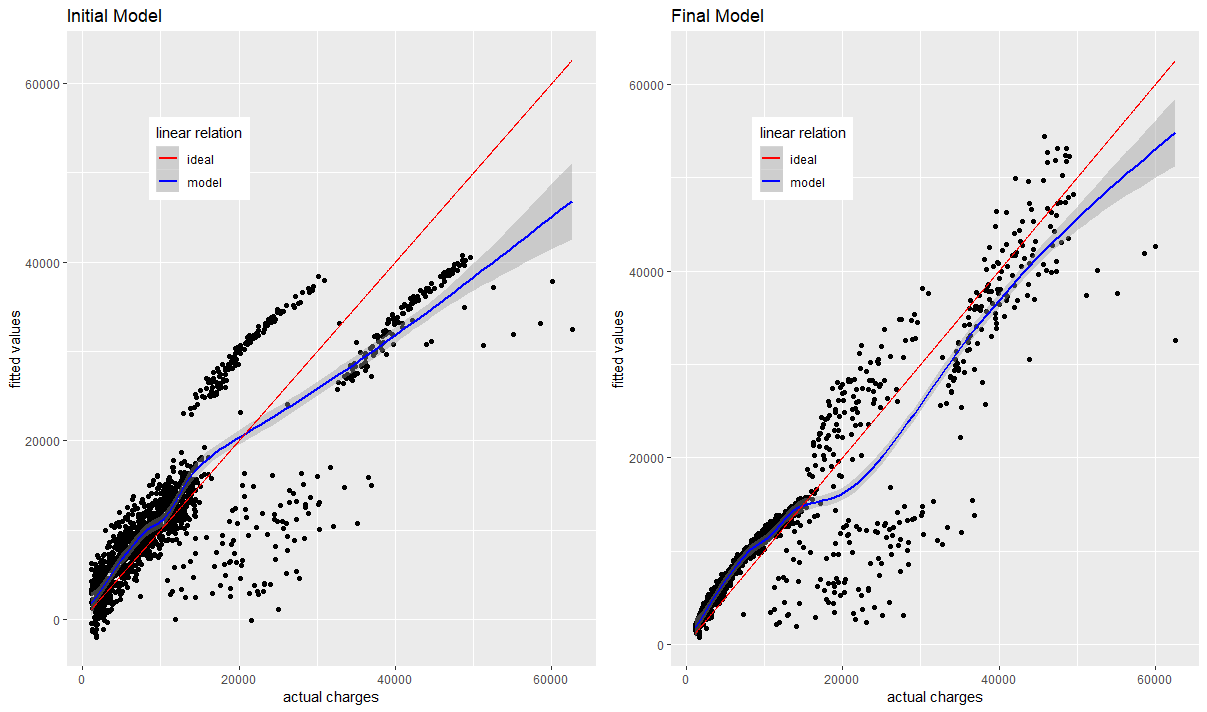 Initial Model
60000
40000
20000
0
fitted values
linear relation
ideal
model
0
20000
40000
60000
actual charges
Final Model
60000
40000
20000
0
fitted values
linear relation
ideal
model
0
20000
40000
60000
actual charges